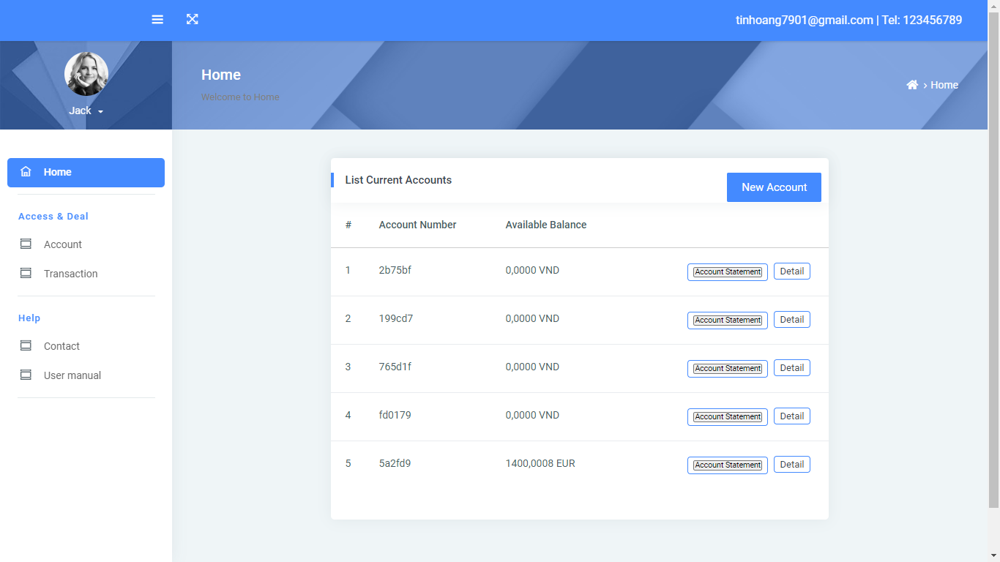 tinhoang7901@gmail.com | Tel: 123456789
Jack
Home
Welcome to Home
› Home
Home
Access & Deal
Account
Transaction
Help
Contact
User manual
List Current Accounts
New Account
# Account Number Available Balance
1 2b75bf 0,0000 VND Account Statement Detail
2 199cd7 0,0000 VND Account Statement Detail
3 765d1f 0,0000 VND Account Statement Detail
4 fd0179 0,0000 VND Account Statement Detail
5 5a2fd9 1400,0008 EUR Account Statement Detail